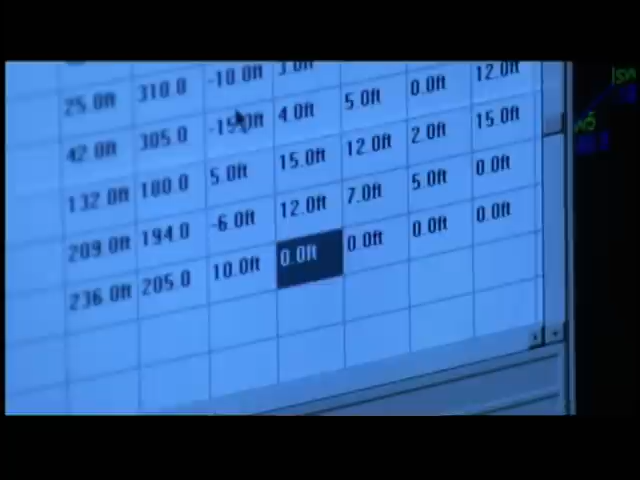 25.0ft 310.0 -10.0ft 3.0ft
42.0ft 305.0 -15.0ft 4.0ft 5.0ft 0.0ft 12.0ft
132.0ft 180.0 5.0ft 15.0ft 12.0ft 2.0ft 15.0ft
209.0ft 194.0 -6.0ft 12.0ft 7.0ft 5.0ft 0.0ft
236.0ft 205.0 10.0ft 0.0ft 0.0ft 0.0ft 0.0ft